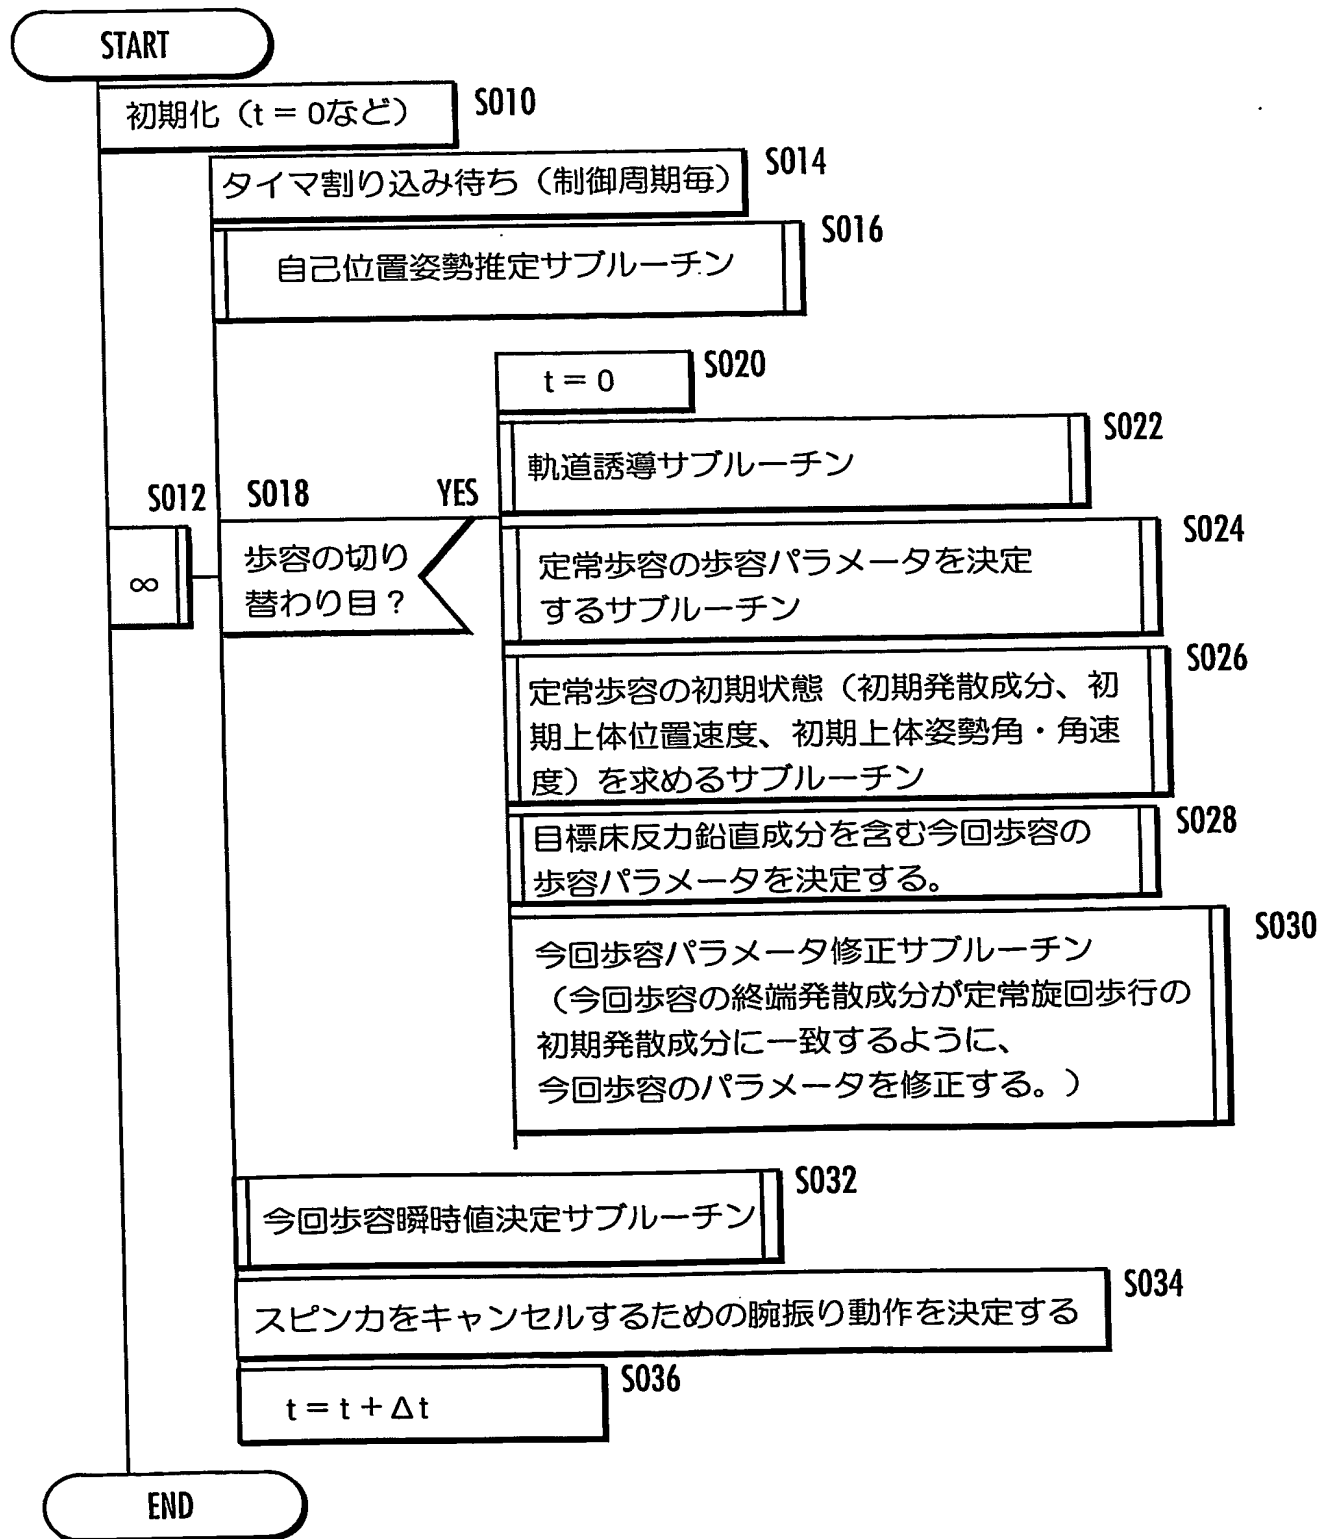 START
初期化（t = 0など）
S010
タイマ割り込み待ち（制御周期毎）
S014
自己位置姿勢推定サブルーチン
S016
t = 0
S020
軌道誘導サブルーチン
S022
S012
∞
S018
YES
歩容の切り
替わり目？
定常歩容の歩容パラメータを決定
するサブルーチン
S024
定常歩容の初期状態（初期発散成分、初
期上体位置速度、初期上体姿勢角・角速
度）を求めるサブルーチン
S026
目標床反力鉛直成分を含む今回歩容の
歩容パラメータを決定する。
S028
今回歩容パラメータ修正サブルーチン
（今回歩容の終端発散成分が定常旋回歩行の
初期発散成分に一致するように、
今回歩容のパラメータを修正する。）
S030
今回歩容瞬時値決定サブルーチン
S032
スピン力をキャンセルするための腕振り動作を決定する
S034
t = t + Δt
S036
END